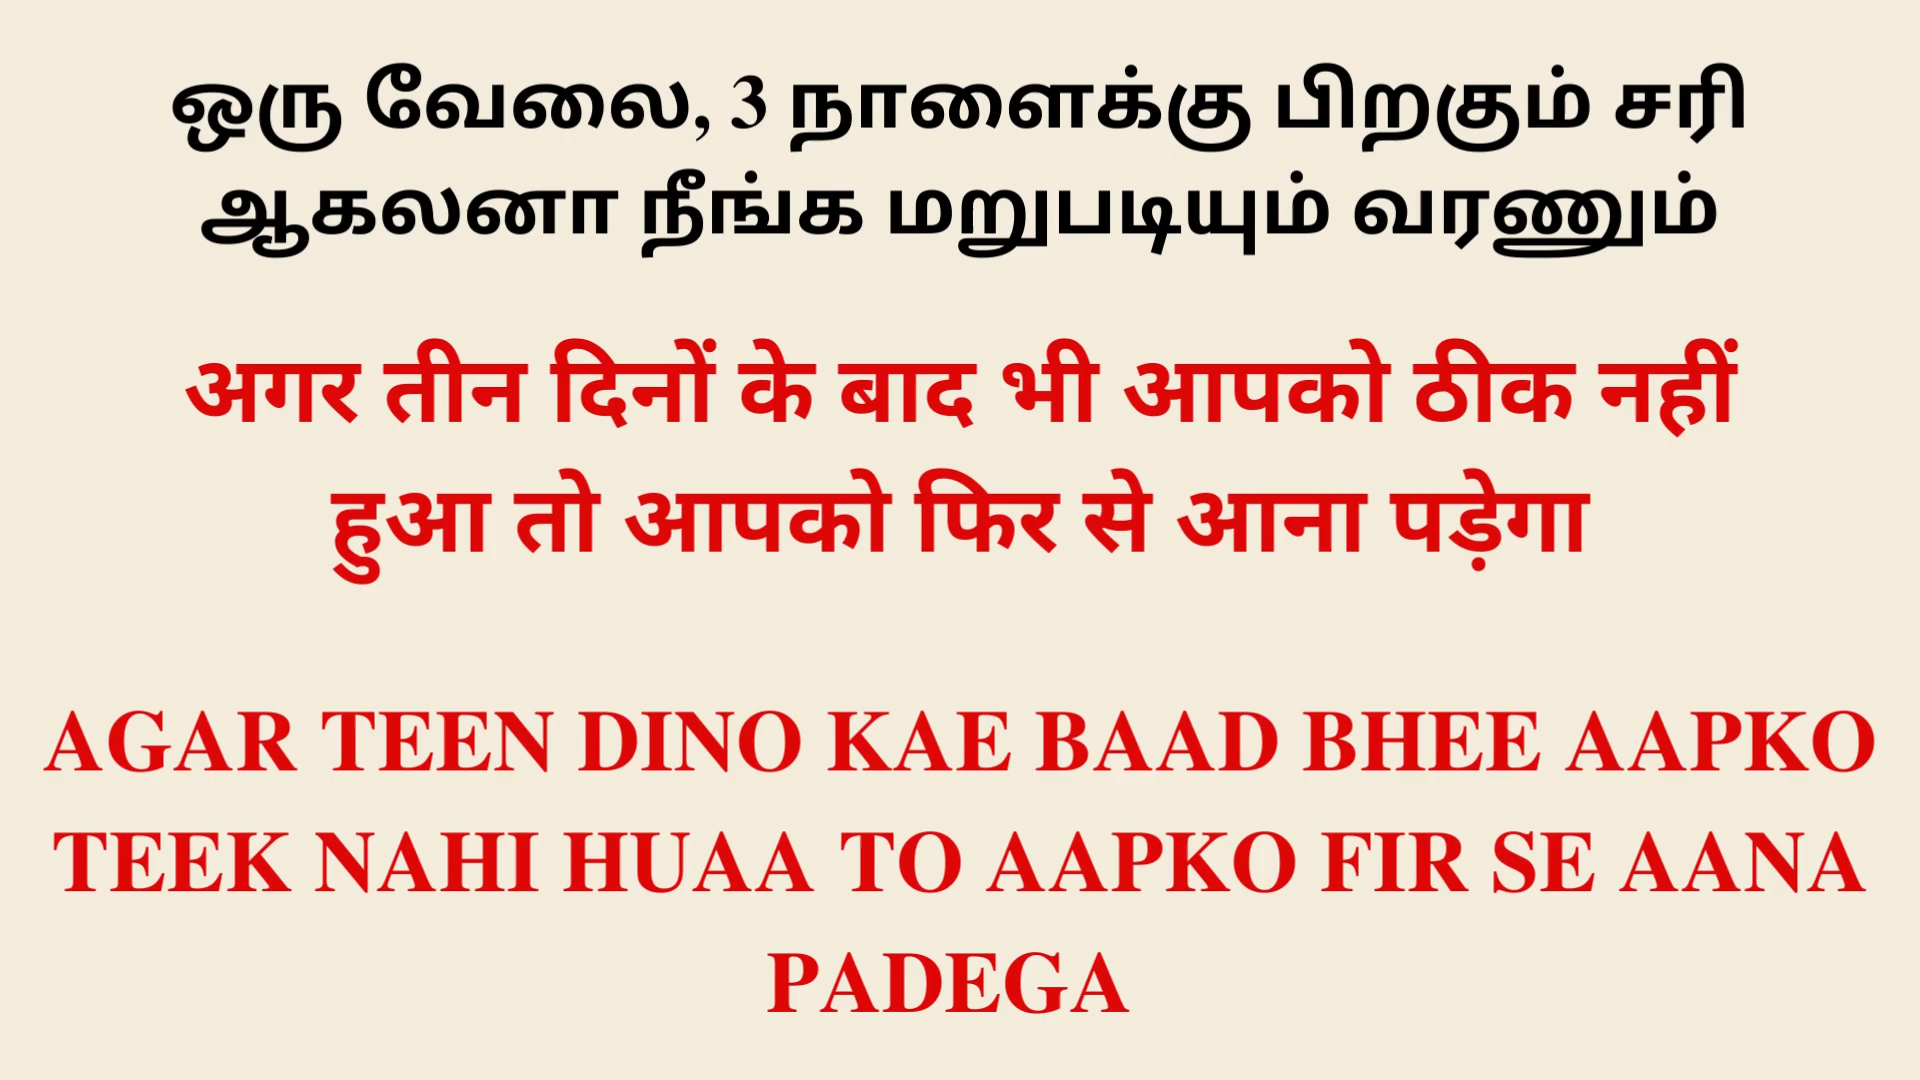 ஒரு வேலை, 3 நாளைக்கு பிறகும் சரி
ஆகலனா நீங்க மறுபடியும் வரணும்
अगर तीन दिनों के बाद भी आपको ठीक नहीं
हुआ तो आपको फिर से आना पड़ेगा
AGAR TEEN DINO KAE BAAD BHEE AAPKO
TEEK NAHI HUAA TO AAPKO FIR SE AANA
PADEGA